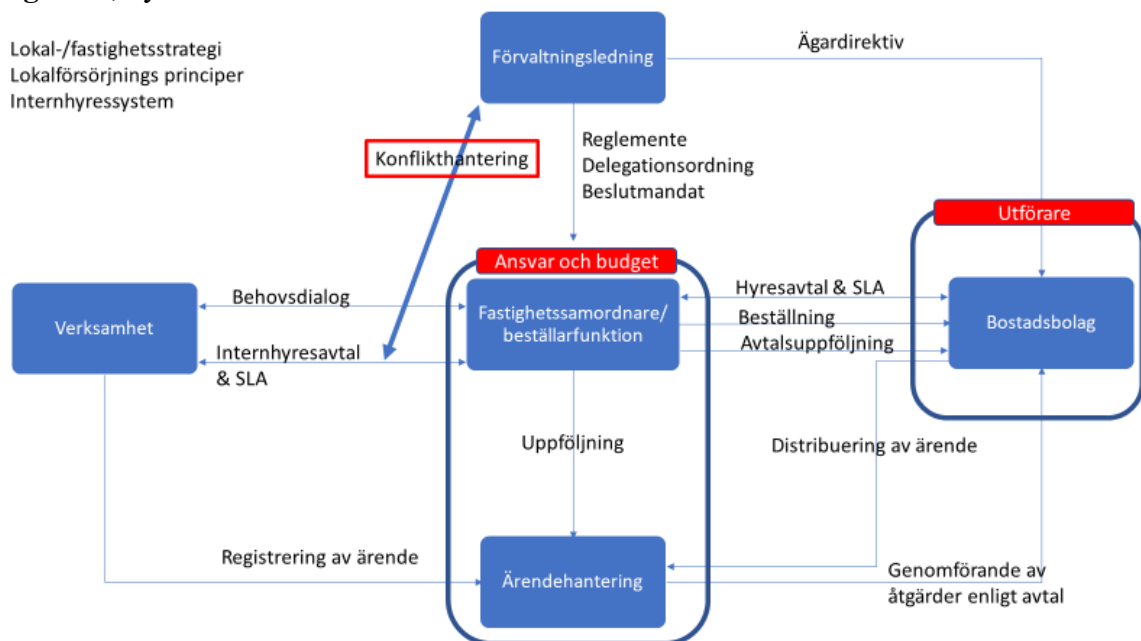 Lokal-/fastighetsstrategi
Lokalförsörjnings principer
Internhyressystem
Förvaltningsledning
Ägardirektiv
Konflikthantering
Reglemente
Delegationsordning
Beslutmandat
Utförare
Ansvar och budget
Verksamhet
Behovsdialog
Internhyresavtal
& SLA
Fastighetssamordnare/
beställarfunktion
Hyresavtal & SLA
Beställning
Avtalsuppföljning
Bostadsbolag
Uppföljning
Distribuering av ärende
Registrering av ärende
Ärendehantering
Genomförande av
åtgärder enligt avtal